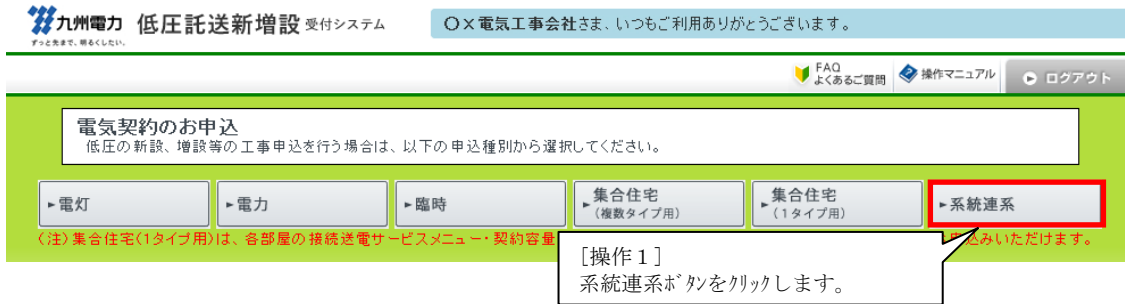 九州電力 低圧託送新増設 受付システム
ずっと先まで、明るくしたい。
〇×電気工事会社さま、いつもご利用ありがとうございます。
FAQ
よくあるご質問
操作マニュアル
ログアウト
電気契約のお申込
低圧の新設、増設等の工事申込を行う場合は、以下の申込種別から選択してください。
電灯
電力
臨時
集合住宅
(複数タイプ用)
集合住宅
(1タイプ用)
系統連系
(注)集合住宅(1タイプ用)は、各部屋の接続送電サービスメニュー・契約容量
申込みいただけます。
[操作1]
系統連系ボタンをクリックします。